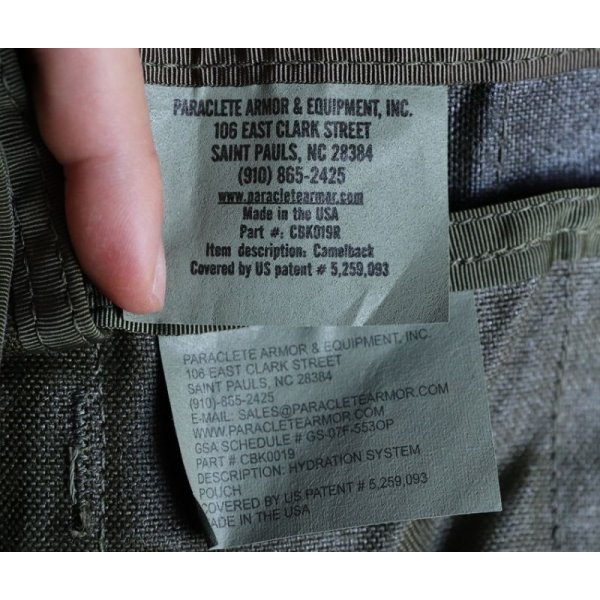 PARACLETE ARMOR & EQUIPMENT, INC.
106 EAST CLARK STREET
SAINT PAULS, NC 28384
(910) 865-2425
www.paracletearmor.com
Made in the USA
Part #: CBK019R
Item description: Camelback
Covered by US patent # 5,259,093
PARACLETE ARMOR & EQUIPMENT, INC.
106 EAST CLARK STREET
SAINT PAULS, NC 28384
(910)-865-2425
E-MAIL: SALES@PARACLETEARMOR.COM
WWW.PARACLETEARMOR.COM
GSA SCHEDULE # GS-07F-5530P
PART # CBK0019
DESCRIPTION: HYDRATION SYSTEM
POUCH
COVERED BY US PATENT # 5,259,093
MADE IN THE USA